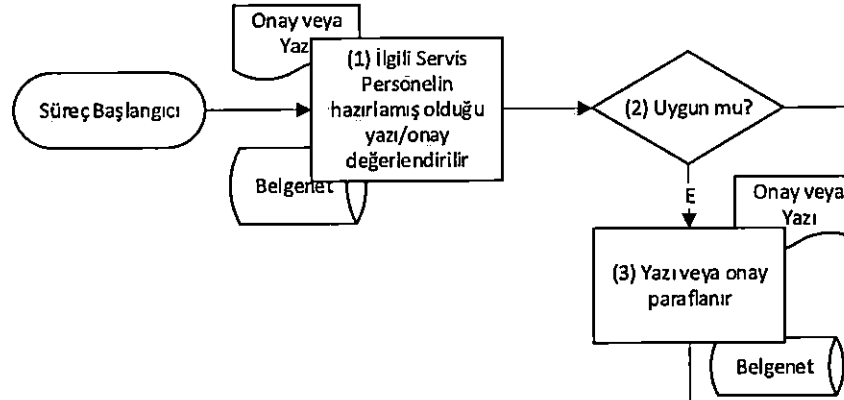 Onay veya
Yazı
(1) İlgili Servis
Personelin
hazırlamış olduğu
yazı/onay
değerlendirilir
Süreç Başlangıcı
Belgenet
(2) Uygun mu?
E
Onay veya
Yazı
(3) Yazı veya onay
paraflanır
Belgenet